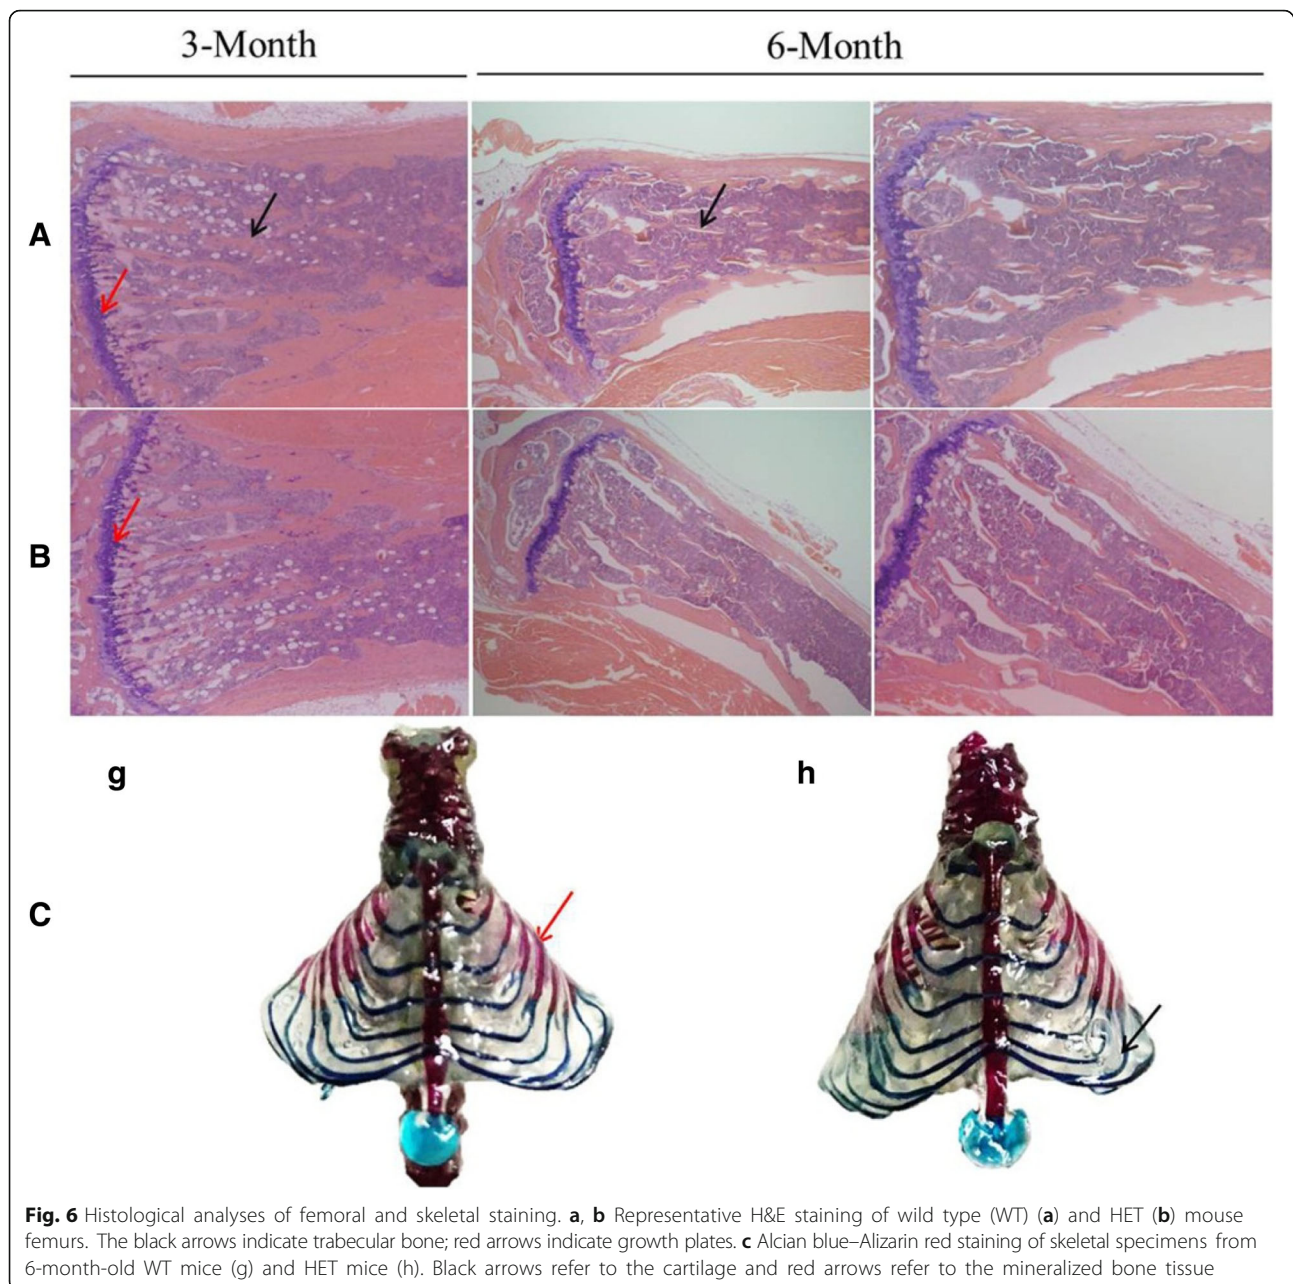 3-Month
6-Month
A
B
g
h
C
Fig. 6 Histological analyses of femoral and skeletal staining. a, b Representative H&E staining of wild type (WT) (a) and HET (b) mouse
femurs. The black arrows indicate trabecular bone; red arrows indicate growth plates. c Alcian blue–Alizarin red staining of skeletal specimens from
6-month-old WT mice (g) and HET mice (h). Black arrows refer to the cartilage and red arrows refer to the mineralized bone tissue